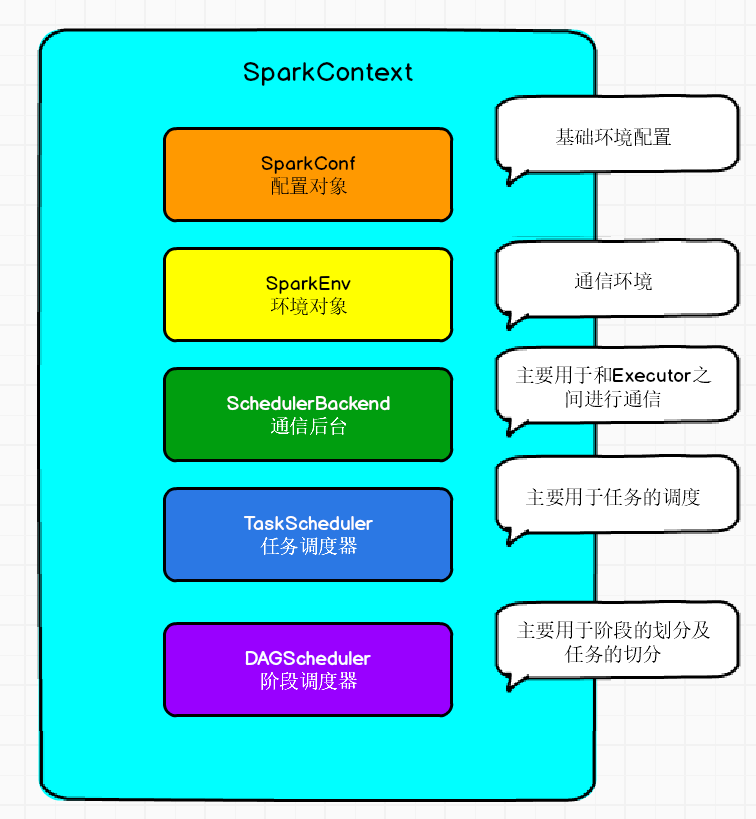 SparkContext
SparkConf
配置对象
基础环境配置
SparkEnv
环境对象
通信环境
SchedulerBackend
通信后台
主要用于和Executor之
间进行通信
TaskScheduler
任务调度器
主要用于任务的调度
DAGScheduler
阶段调度器
主要用于阶段的划分及
任务的切分